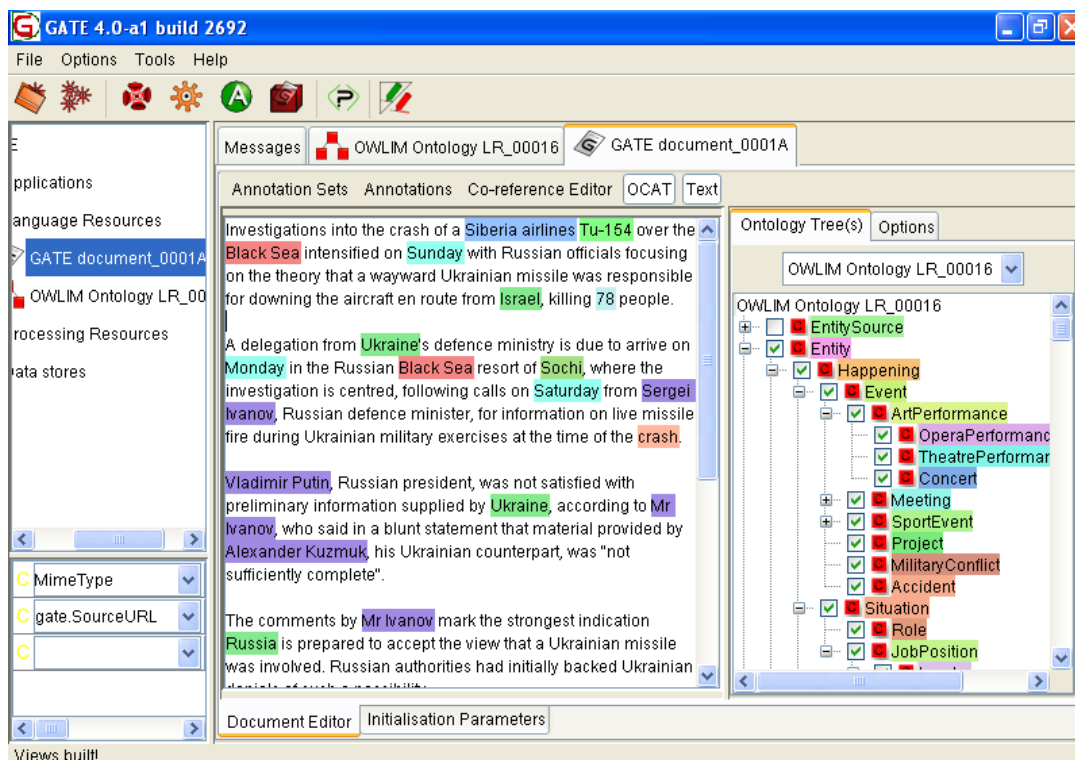 GATE 4.0-a1 build 2692
File Options Tools Help
Messages OWLIM Ontology LR_00016 GATE document_0001A
Annotation Sets Annotations Co-reference Editor OCAT Text
E
pplications
anguage Resources
GATE document_0001A
OWLIM Ontology LR_00
rocessing Resources
ata stores
MimeType
gate.SourceURL
Investigations into the crash of a Siberia airlines Tu-154 over the
Black Sea intensified on Sunday with Russian officials focusing
on the theory that a wayward Ukrainian missile was responsible
for downing the aircraft en route from Israel, killing 78 people.
A delegation from Ukraine's defence ministry is due to arrive on
Monday in the Russian Black Sea resort of Sochi, where the
investigation is centred, following calls on Saturday from Sergei
Ivanov, Russian defence minister, for information on live missile
fire during Ukrainian military exercises at the time of the crash.
Vladimir Putin, Russian president, was not satisfied with
preliminary information supplied by Ukraine, according to Mr
Ivanov, who said in a blunt statement that material provided by
Alexander Kuzmuk, his Ukrainian counterpart, was "not
sufficiently complete".
The comments by Mr Ivanov mark the strongest indication
Russia is prepared to accept the view that a Ukrainian missile
was involved. Russian authorities had initially backed Ukrainian
denials of such a possibility.
Ontology Tree(s) Options
OWLIM Ontology LR_00016
OWLIM Ontology LR_00016
C EntitySource
C Entity
C Happening
C Event
C ArtPerformance
C OperaPerformanc
C TheatrePerformar
C Concert
C Meeting
C SportEvent
C Project
C MilitaryConflict
C Accident
C Situation
C Role
C JobPosition
Document Editor Initialisation Parameters
Views built!